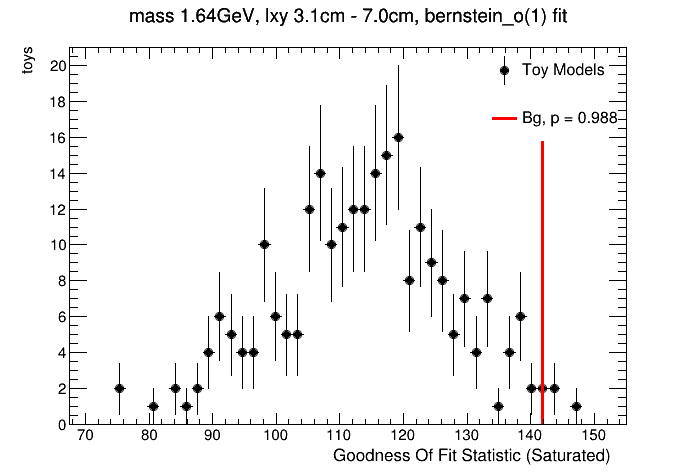 mass 1.64GeV, lxy 3.1cm - 7.0cm, bernstein_o(1) fit
toys
20
18
16
14
12
10
8
6
4
2
0
Toy Models
Bg, p = 0.988
70 80 90 100 110 120 130 140 150
Goodness Of Fit Statistic (Saturated)